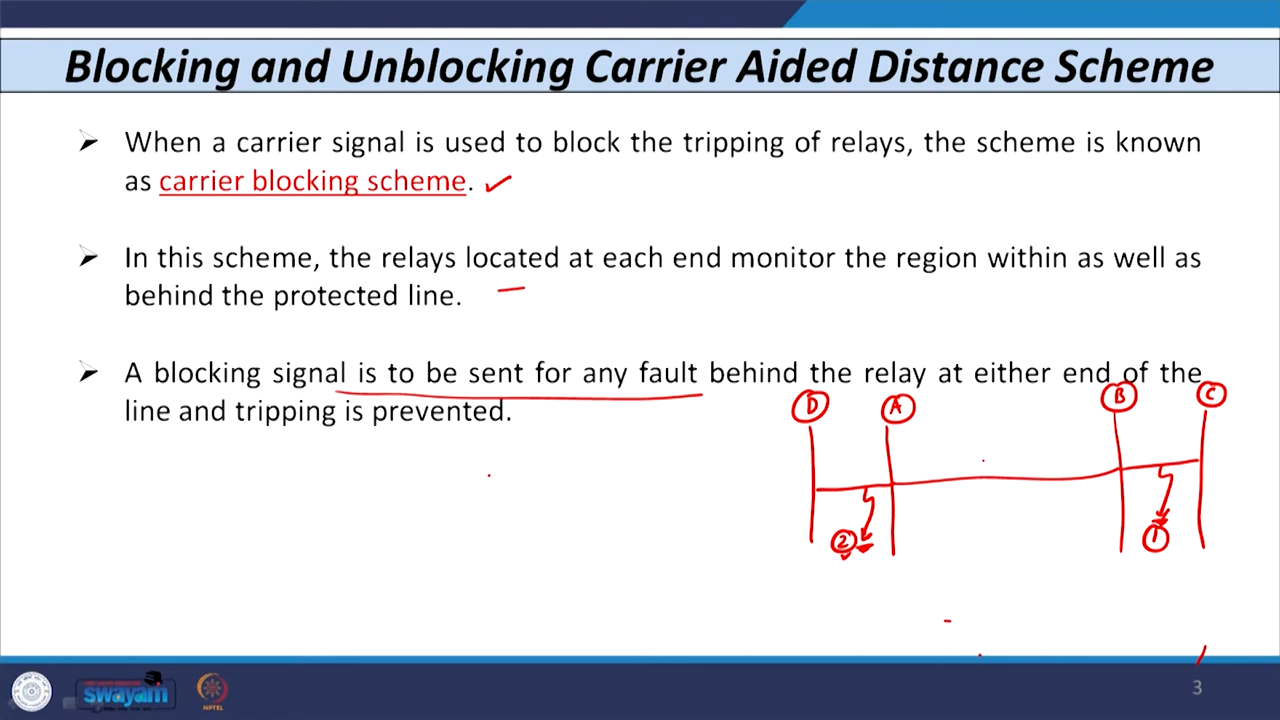 Blocking and Unblocking Carrier Aided Distance Scheme
When a carrier signal is used to block the tripping of relays, the scheme is known
as carrier blocking scheme.
In this scheme, the relays located at each end monitor the region within as well as
behind the protected line.
A blocking signal is to be sent for any fault behind the relay at either end of the
line and tripping is prevented.
D A B C
2 1
swayam
NPTEL
3